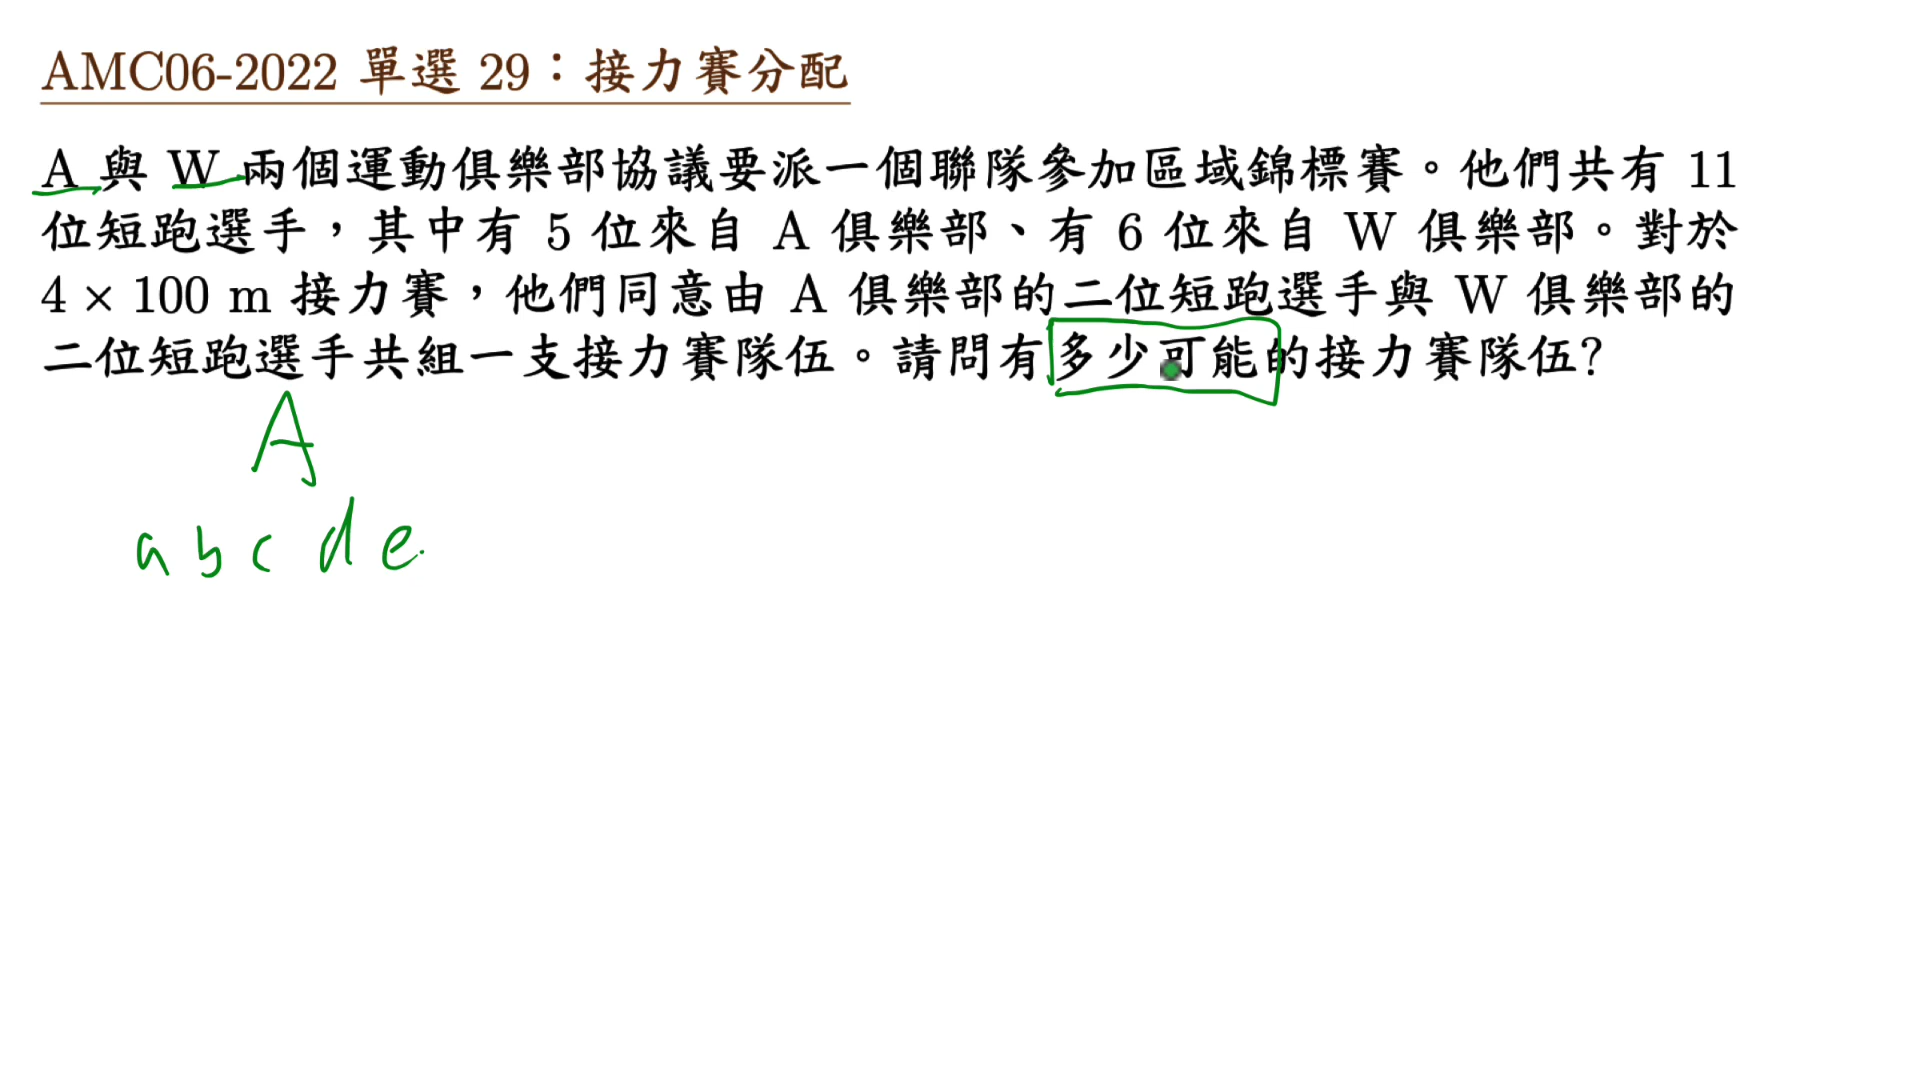 AMC06-2022 單選 29：接力賽分配
A 與 W 兩個運動俱樂部協議要派一個聯隊參加區域錦標賽。他們共有 11
位短跑選手，其中有 5 位來自 A 俱樂部、有 6 位來自 W 俱樂部。對於
4 × 100 m 接力賽，他們同意由 A 俱樂部的二位短跑選手與 W 俱樂部的
二位短跑選手共組一支接力賽隊伍。請問有多少可能的接力賽隊伍?
A
a b c d e